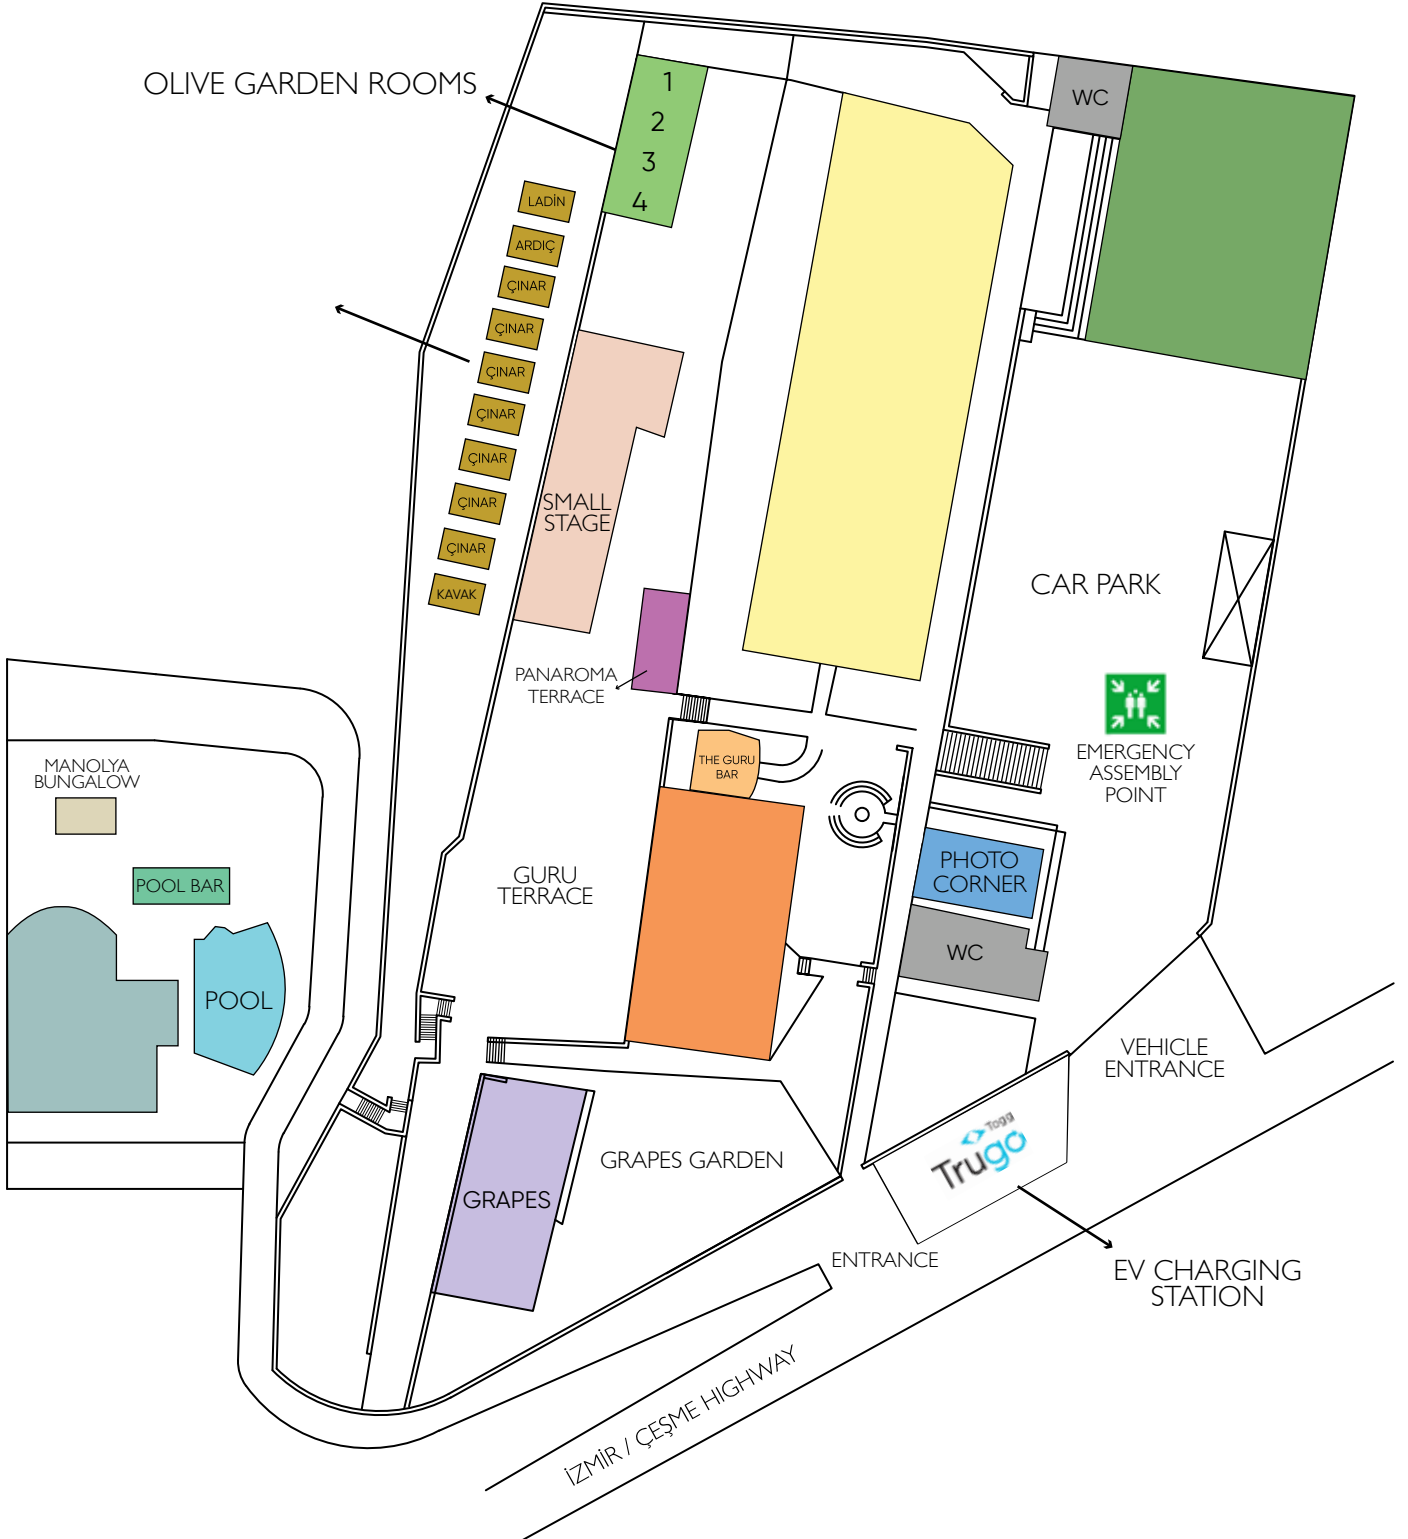 OLIVE GARDEN ROOMS
1
2
3
4
WC
LADİN
ARDIÇ
ÇINAR
ÇINAR
ÇINAR
ÇINAR
ÇINAR
ÇINAR
ÇINAR
KAVAK
SMALL
STAGE
CAR PARK
PANAROMA
TERRACE
EMERGENCY
ASSEMBLY
POINT
THE GURU
BAR
MANOLYA
BUNGALOW
POOL BAR
POOL
GURU
TERRACE
PHOTO
CORNER
WC
VEHICLE
ENTRANCE
Togg
Trugo
GRAPES GARDEN
GRAPES
ENTRANCE
EV CHARGING
STATION
İZMİR / ÇEŞME HIGHWAY